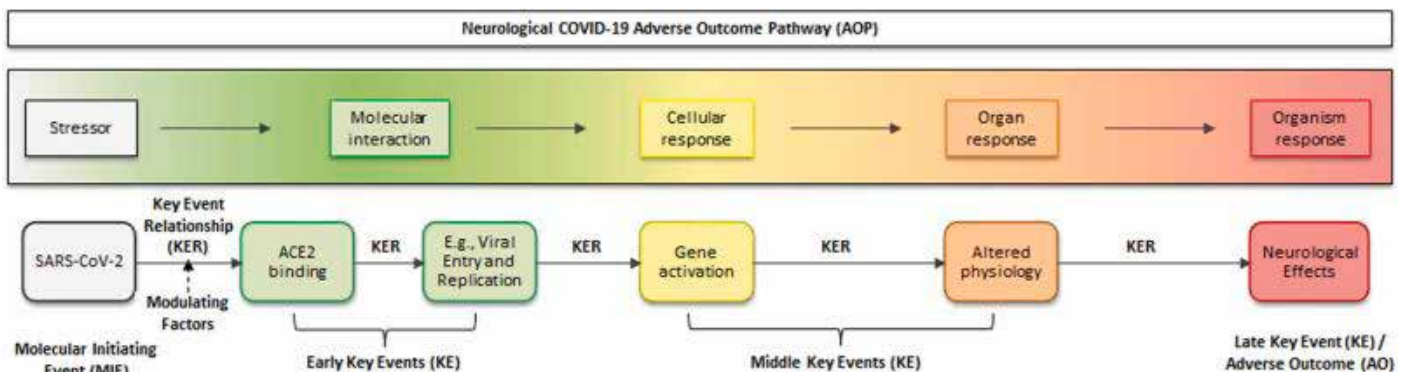 Neurological COVID-19 Adverse Outcome Pathway (AOP)
Stressor
Molecular
interaction
Cellular
response
Organ
response
Organism
response
Key Event
Relationship
(KER)
SARS-CoV-2
ACE2
binding
KER
E.g., Viral
Entry and
Replication
KER
Gene
activation
KER
Altered
physiology
KER
Neurological
Effects
Modulating
Factors
Molecular Initiating
Event (MIE)
Early Key Events (KE)
Middle Key Events (KE)
Late Key Event (KE) /
Adverse Outcome (AO)